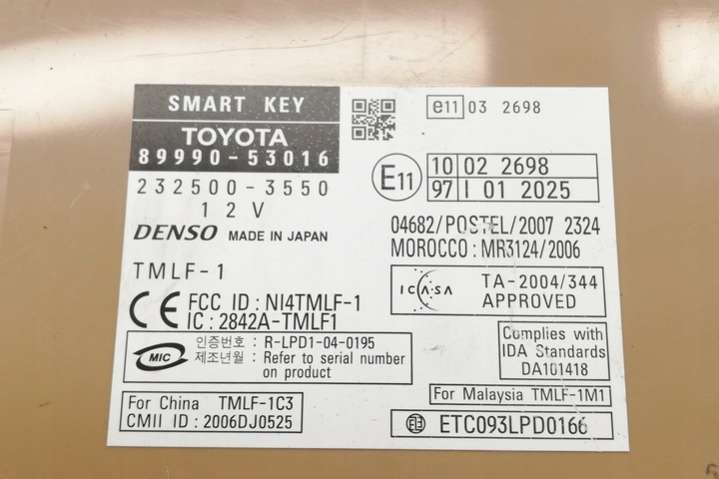 SMART KEY
TOYOTA
89990-53016
232500-3550
12V
DENSO MADE IN JAPAN
TMLF-1
CE FCC ID : NI4TMLF-1
IC : 2842A-TMLF1
MIC
인증번호 : R-LPD1-04-0195
제조년월 : Refer to serial number
on product
For China TMLF-1C3
CMII ID : 2006DJ0525
e11 03 2698
E11
10 02 2698
97 I 01 2025
04682/POSTEL/2007 2324
MOROCCO : MR3124/2006
ICASA
TA-2004/344
APPROVED
Complies with
IDA Standards
DA101418
For Malaysia TMLF-1M1
ETC093LPD0166